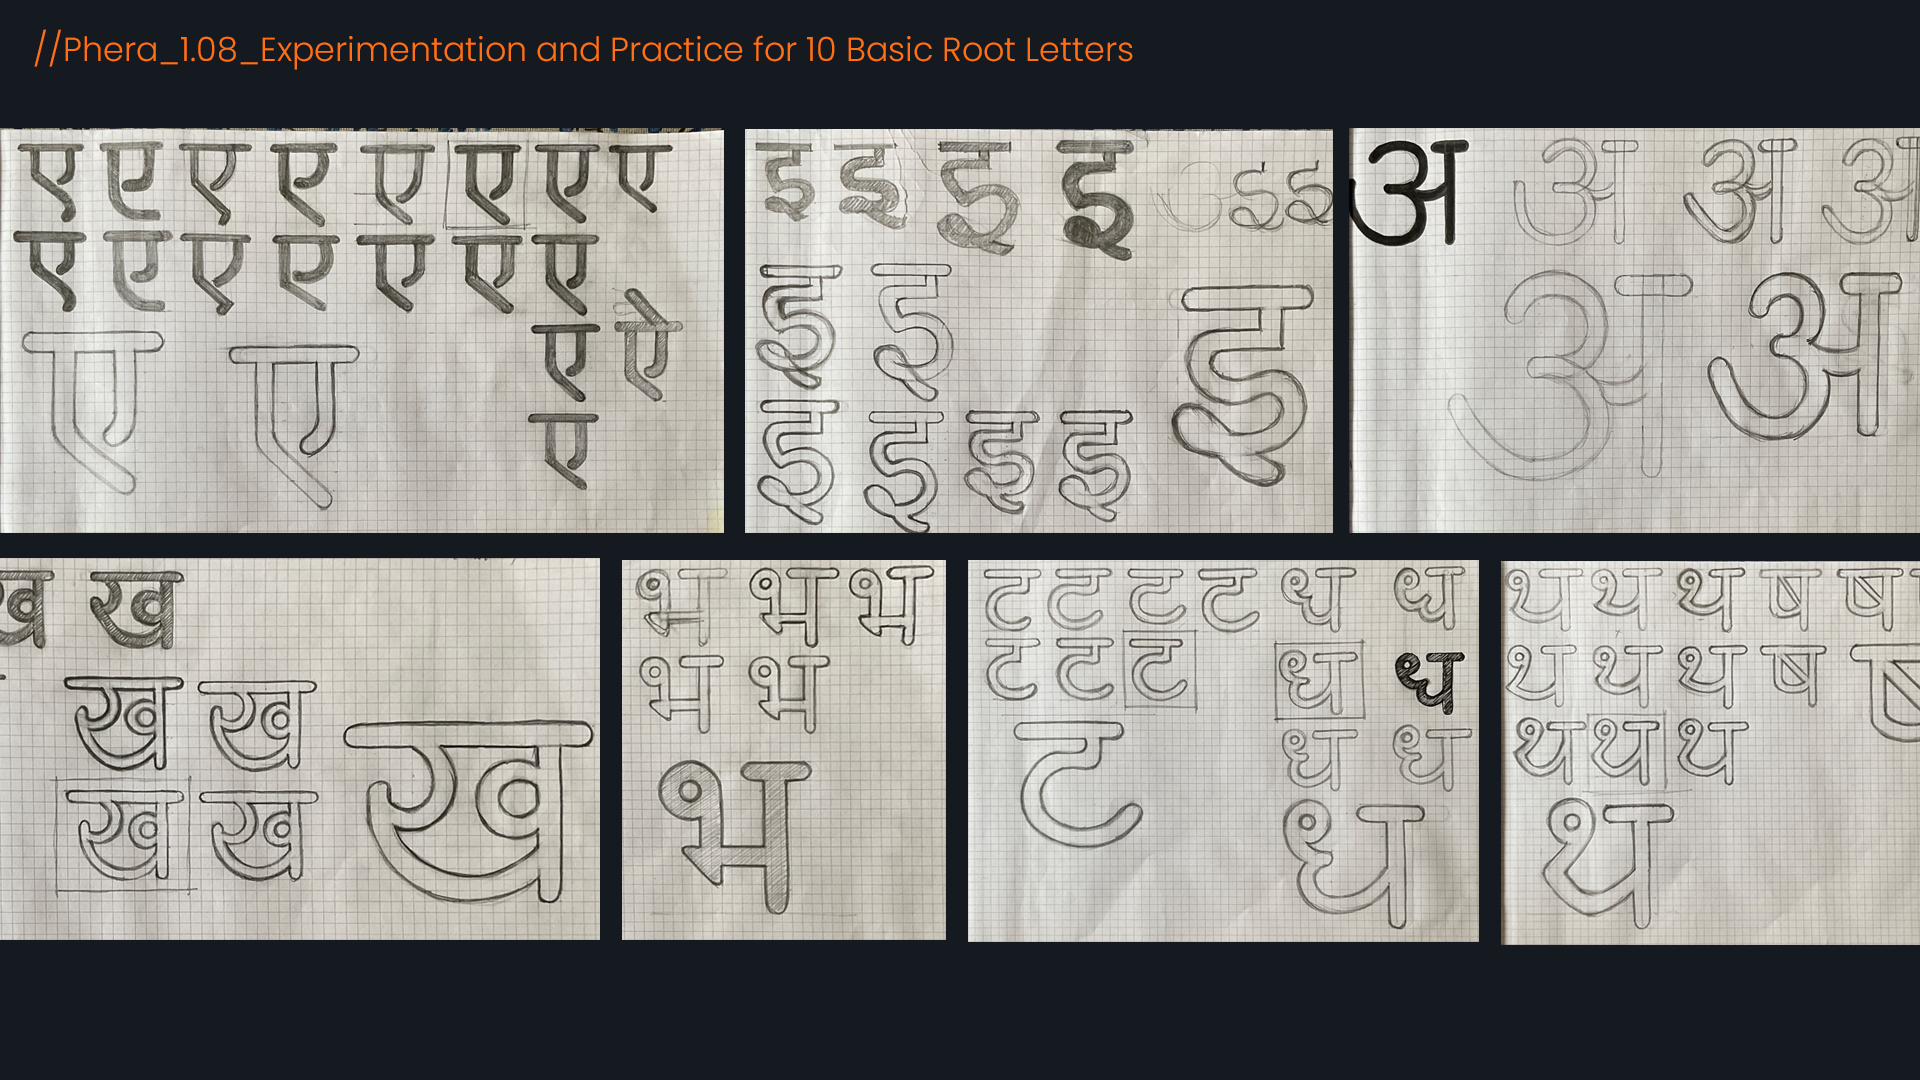 //Phera_1.08_Experimentation and Practice for 10 Basic Root Letters
ए ए ए ए ए ए ए ए
ए ए ए ए ए ए ए
ए ऐ
ए ए
ए
इ इ इ इ इ इ
इ इ
इ
इ इ इ इ
अ अ अ अ
अ अ
ख ख
ख ख
ख
ख ख
भ भ भ
भ भ
भ
ट ट ट ट ध ध
ट ट ट ध ध
ध ध
ट
ध
थ थ थ ष ष
थ थ थ ष
थ थ थ
थ